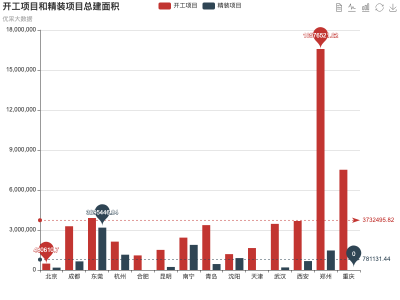 开工项目和精装项目总建面积
优采大数据
开工项目
精装项目
18,000,000
15,000,000
12,000,000
9,000,000
6,000,000
3,000,000
0
3732495.82
781131.44
0
北京
成都
东莞
杭州
合肥
昆明
南宁
青岛
沈阳
天津
武汉
西安
郑州
重庆